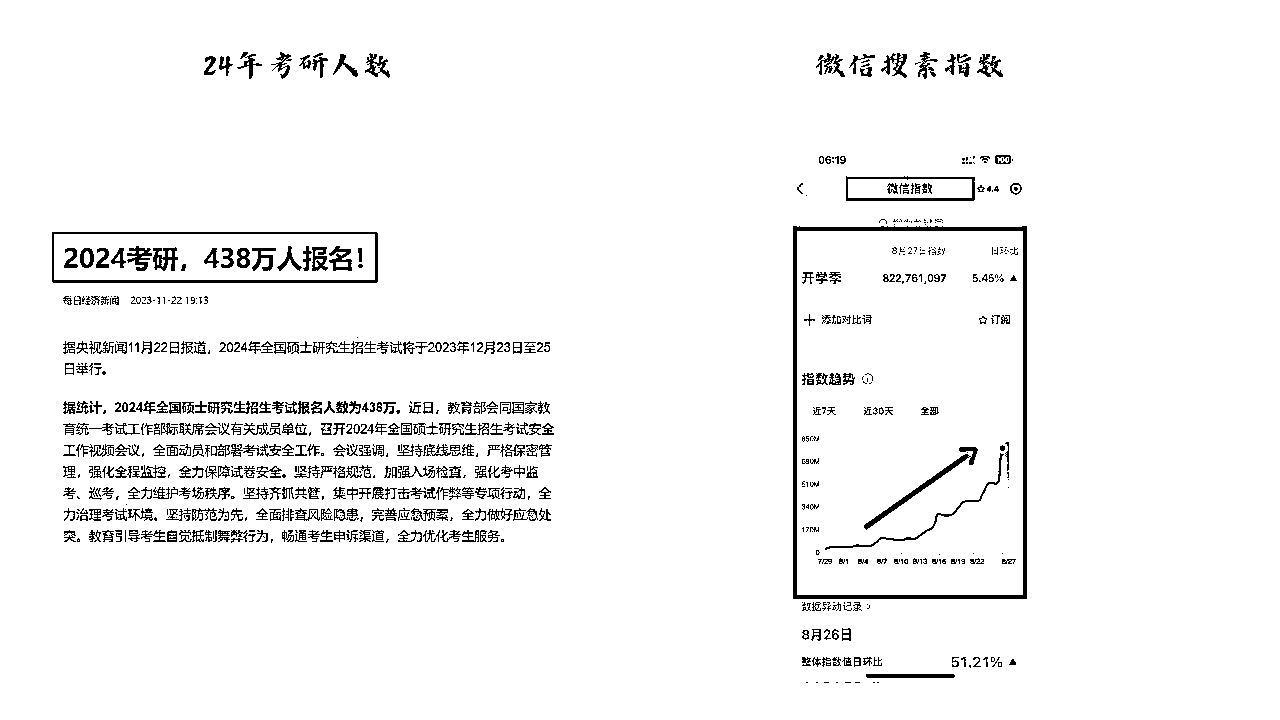 24年考研人数
微信搜素指数
2024考研，438万人报名！
每日经济新闻 2023-11-22 19:13
据央视新闻11月22日报道，2024年全国硕士研究生招生考试将于2023年12月23日至25
日举行。
据统计，2024年全国硕士研究生招生考试报名人数为438万。近日，教育部会同国家教
育统一考试工作部际联席会议有关成员单位，召开2024年全国硕士研究生招生考试安全
工作视频会议，全面动员和部署考试安全工作。会议强调，坚持底线思维，严格保密管
理，强化全程监控，全力保障试卷安全。坚持严格规范，加强入场检查，强化考中监
考、巡考，全力维护考场秩序。坚持齐抓共管，集中开展打击考试作弊等专项行动，全
力治理考试环境。坚持防范为先，全面排查风险隐患，完善应急预案，全力做好应急处
突。教育引导考生自觉抵制舞弊行为，畅通考生申诉渠道，全力优化考生服务。
06:19
100
微信指数
☆4.4
8月27日指数 日环比
开学季 822,761,097 5.45% ▲
＋ 添加对比词 ☆订阅
指数趋势
近7天 近30天 全部
850M
680M
510M
340M
170M
0
7/29 8/1 8/4 8/7 8/10 8/13 8/16 8/19 8/22 8/27
数据异动记录 >
8月26日
整体指数值日环比 51.21% ▲